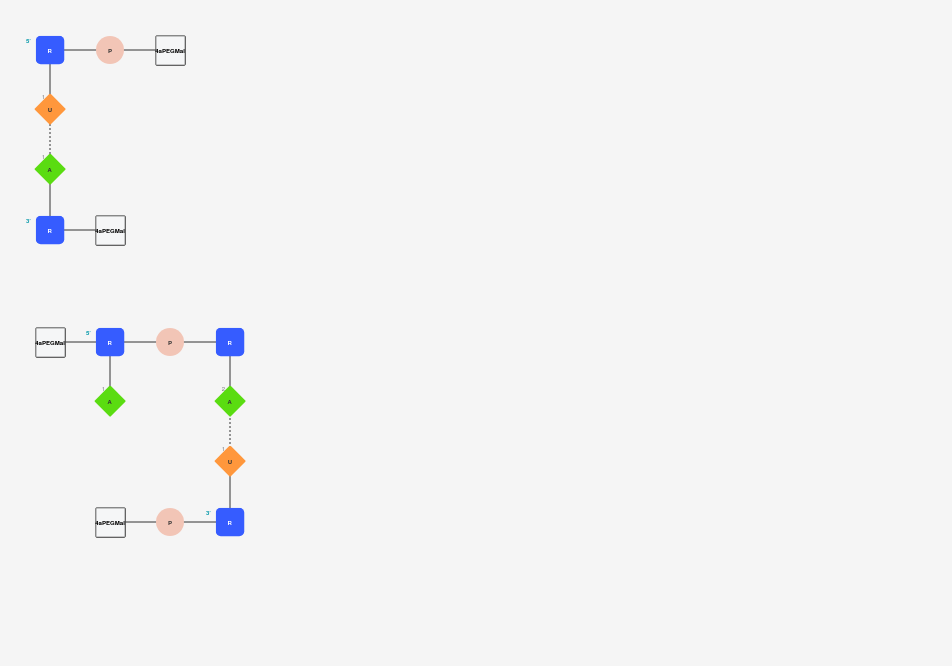 5'
R P 4aPEGMal
1
U
1
A
3'
R 4aPEGMal
5'
4aPEGMal R P R
1 2
A A
1
U
3'
4aPEGMal P R